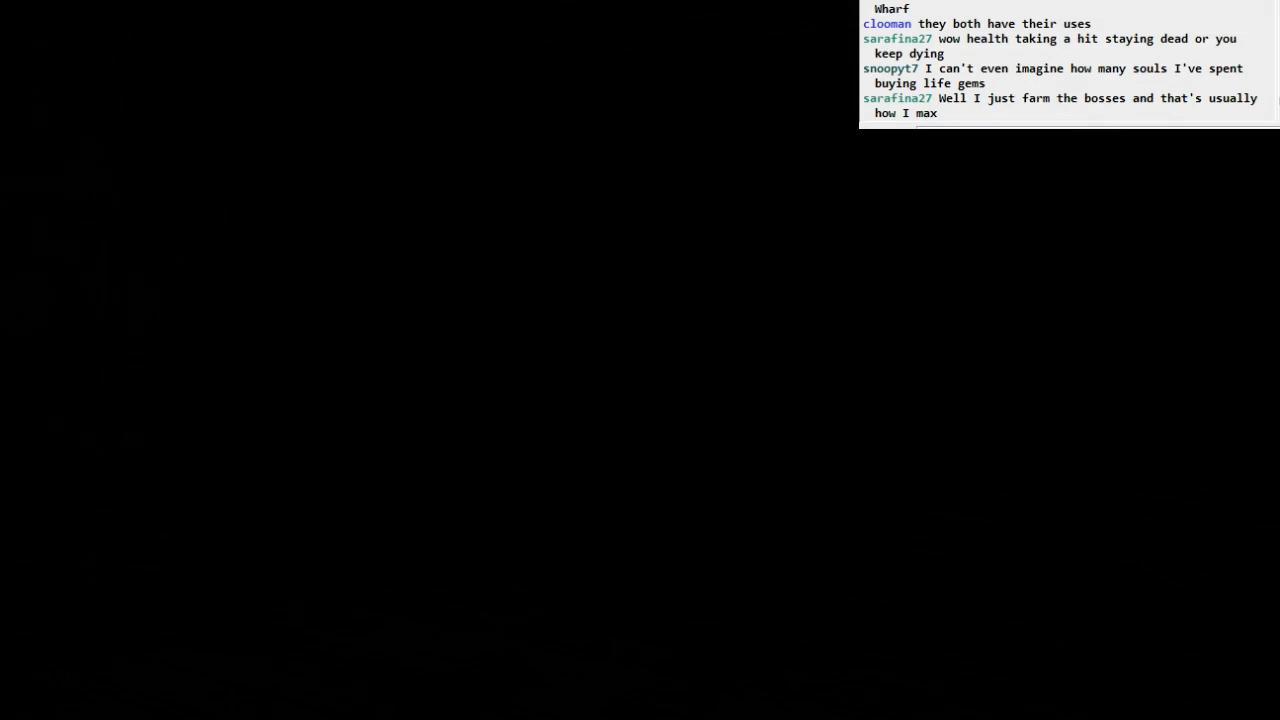 Wharf
clooman they both have their uses
sarafina27 wow health taking a hit staying dead or you
keep dying
snoopyt7 I can't even imagine how many souls I've spent
buying life gems
sarafina27 Well I just farm the bosses and that's usually
how I max